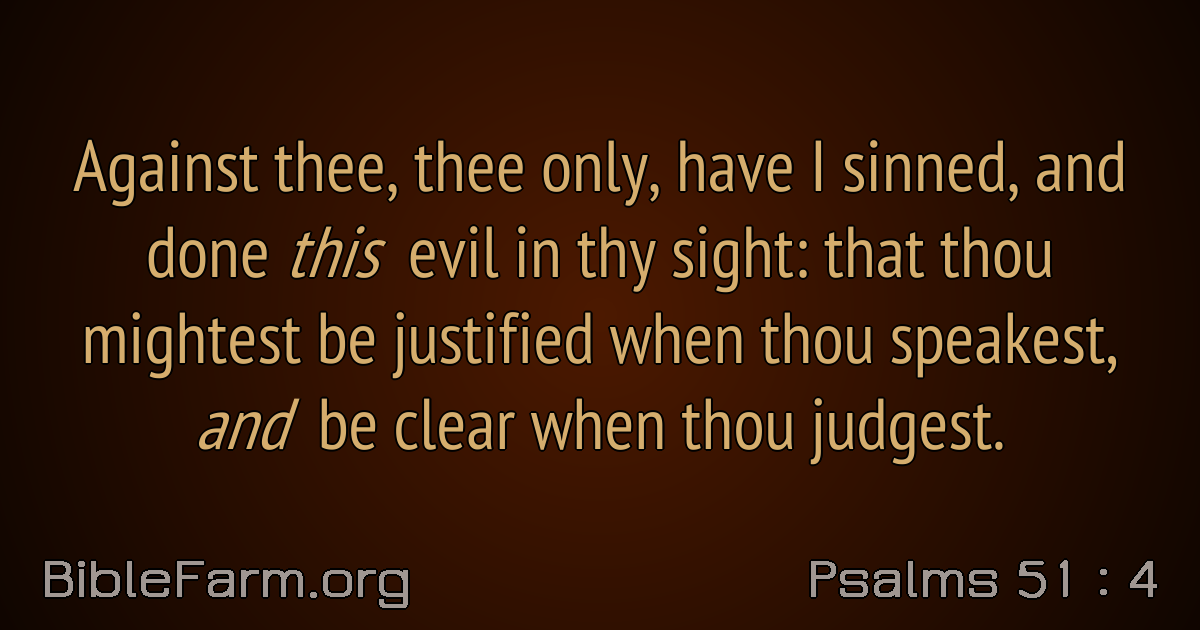 Against thee, thee only, have I sinned, and
done this evil in thy sight: that thou
mightest be justified when thou speakest,
and be clear when thou judgest.
BibleFarm.org
Psalms 51 : 4